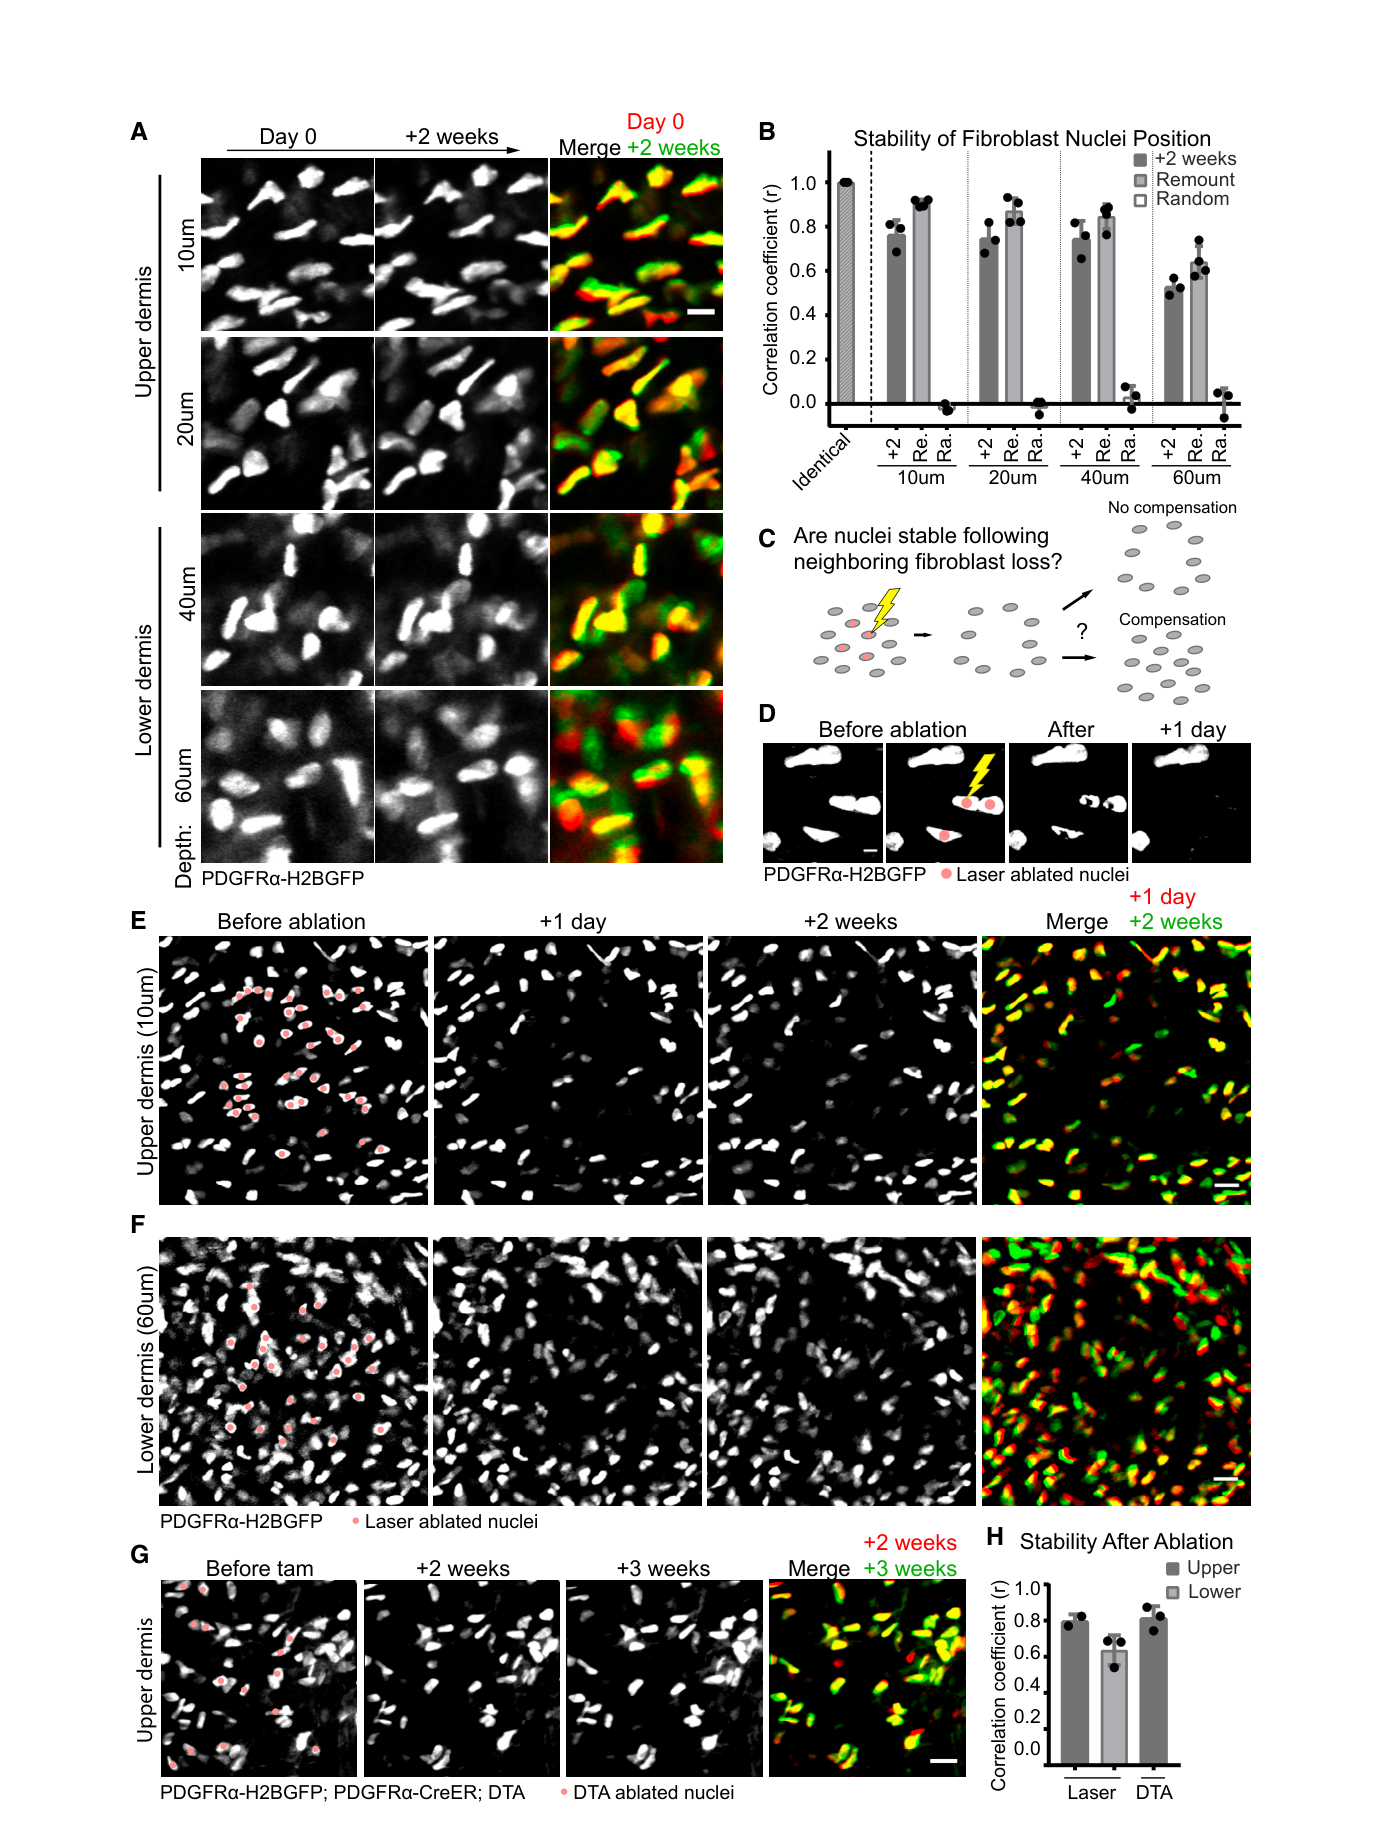 A
Day 0
+2 weeks
Day 0
Merge +2 weeks
Upper dermis
10um
20um
Lower dermis
40um
60um
Depth:
PDGFRα-H2BGFP
B
Stability of Fibroblast Nuclei Position
+2 weeks
Remount
Random
Correlation coefficient (r)
1.0
0.8
0.6
0.4
0.2
0.0
Identical
+2 Re. Ra. +2 Re. Ra. +2 Re. Ra. +2 Re. Ra.
10um 20um 40um 60um
C
Are nuclei stable following
neighboring fibroblast loss?
No compensation
?
Compensation
D
Before ablation After +1 day
PDGFRα-H2BGFP Laser ablated nuclei
E
Before ablation +1 day +2 weeks
+1 day
Merge +2 weeks
Upper dermis (10um)
F
Lower dermis (60um)
PDGFRα-H2BGFP Laser ablated nuclei
G
Before tam +2 weeks +3 weeks
+2 weeks
Merge +3 weeks
Upper dermis
PDGFRα-H2BGFP; PDGFRα-CreER; DTA DTA ablated nuclei
H
Stability After Ablation
Upper
Lower
Correlation coefficient (r)
1.0
0.8
0.6
0.4
0.2
0.0
Laser DTA